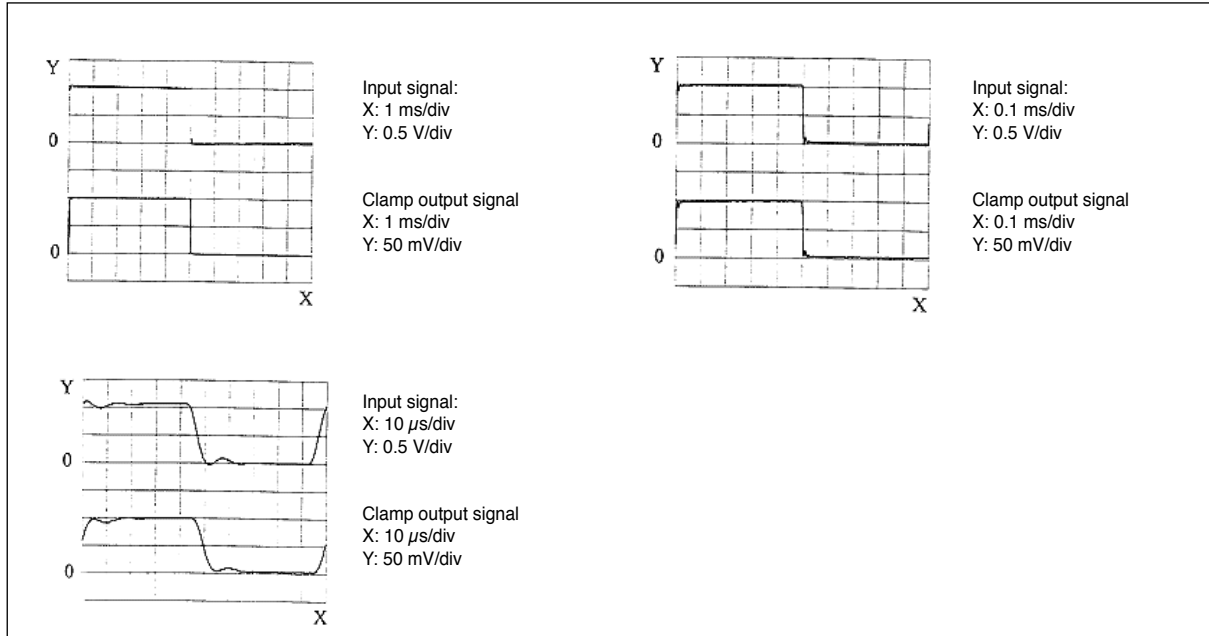 Y
0
0
X
Input signal:
X: 1 ms/div
Y: 0.5 V/div
Clamp output signal
X: 1 ms/div
Y: 50 mV/div
Y
0
0
X
Input signal:
X: 0.1 ms/div
Y: 0.5 V/div
Clamp output signal
X: 0.1 ms/div
Y: 50 mV/div
Y
0
0
X
Input signal:
X: 10 µs/div
Y: 0.5 V/div
Clamp output signal
X: 10 µs/div
Y: 50 mV/div